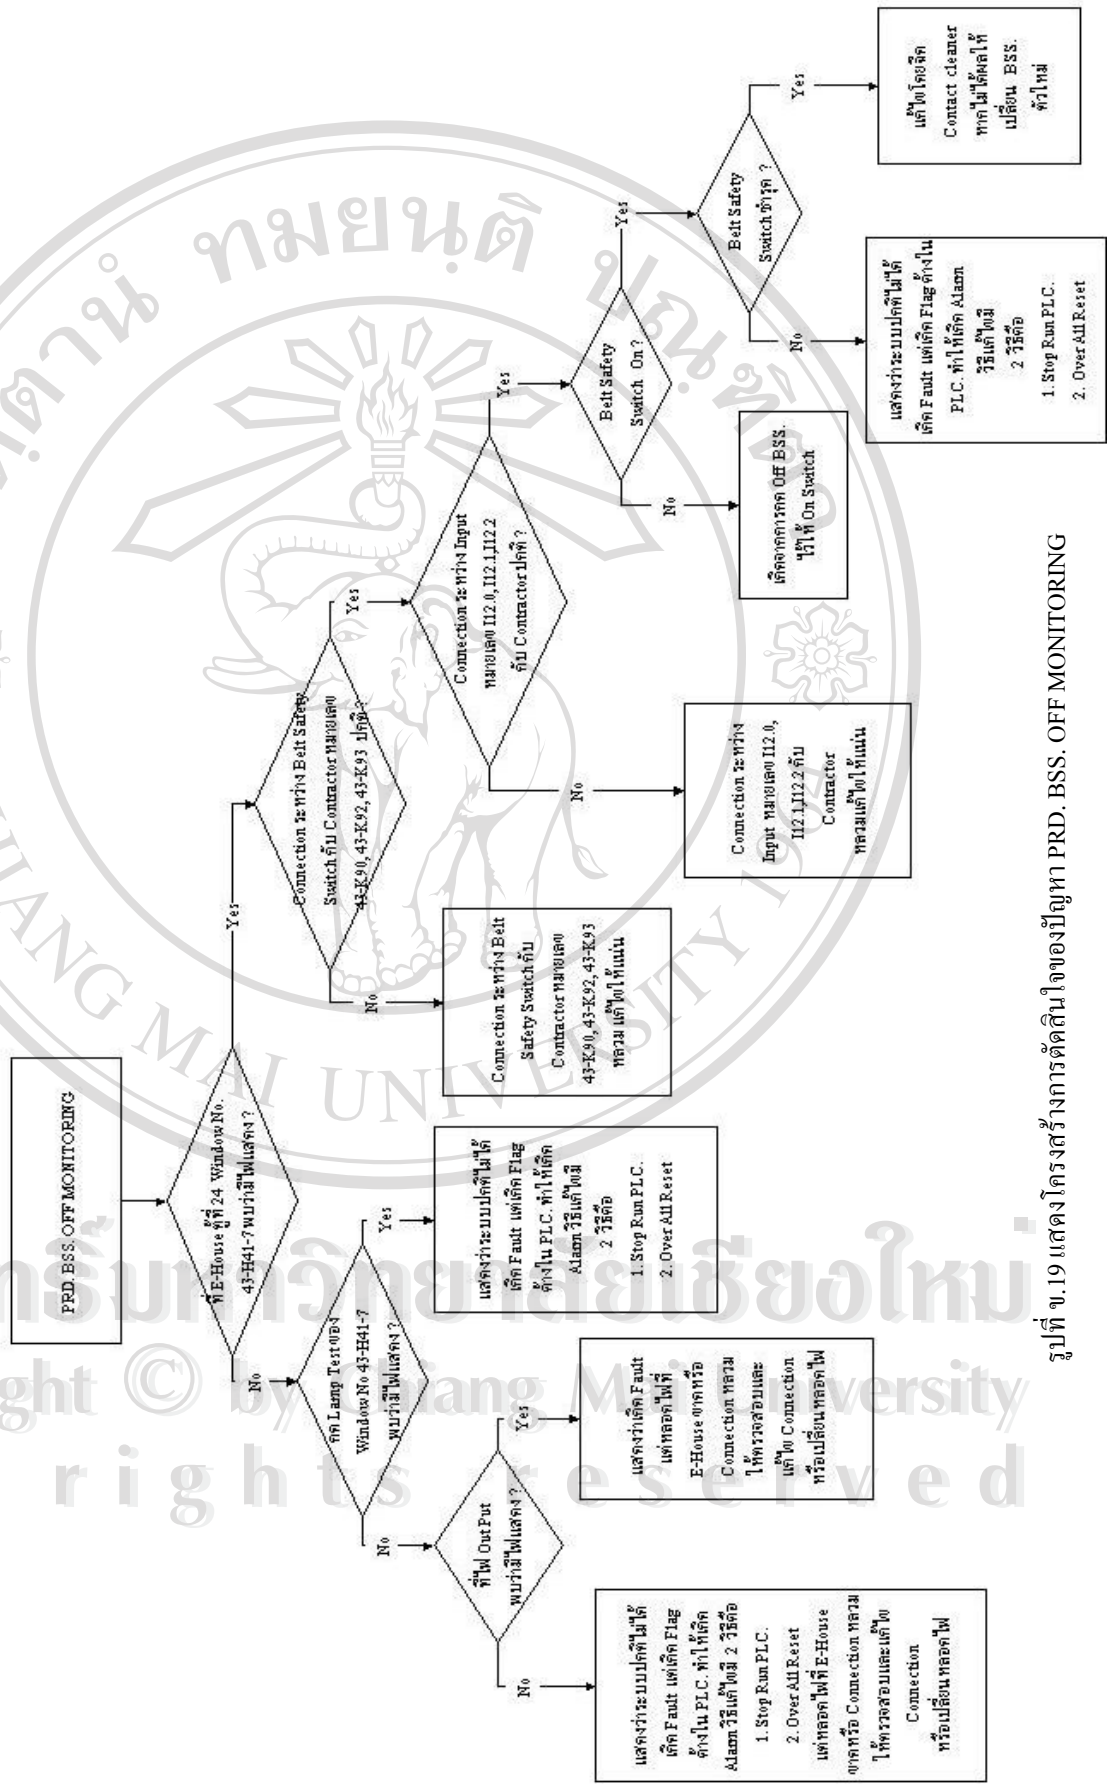 PRD. BSS. OFF MONITORING
ที่ E-House ตู้ที่ 24 Window No.
43-H41-7 พบว่ามีไฟแสดง ?
No
Yes
กด Lamp Test ของ
Window No 43-H41-7
พบว่ามีไฟแสดง ?
No
Yes
ที่ไฟ Out Put
พบว่ามีไฟแสดง ?
No
Yes
แสดงว่าระบบปกติไม่ได้
เกิด Fault แต่เกิด Flag
ค้างใน PLC. ทำให้เกิด
Alarm วิธีแก้ไขมี 2 วิธีคือ
1. Stop Run PLC.
2. Over All Reset
แต่หลอดไฟที่ E-House
ขาดหรือ Connection หลวม
ให้ตรวจสอบและแก้ไข
Connection
หรือเปลี่ยนหลอดไฟ
แสดงว่าเกิด Fault
แต่หลอดไฟที่
E-House ขาดหรือ
Connection หลวม
ให้ตรวจสอบและ
แก้ไข Connection
หรือเปลี่ยนหลอดไฟ
แสดงว่าระบบปกติไม่ได้
เกิด Fault แต่เกิด Flag
ค้างใน PLC. ทำให้เกิด
Alarm วิธีแก้ไขมี
2 วิธีคือ
1. Stop Run PLC.
2. Over All Reset
Connection ระหว่าง Belt Safety
Switch กับ Contractor หมายเลข
43-K90, 43-K92, 43-K93 ปกติ ?
No
Yes
Connection ระหว่าง Belt
Safety Switch กับ
Contractor หมายเลข
43-K90, 43-K92, 43-K93
หลวม แก้ไขให้แน่น
Connection ระหว่าง Input
หมายเลข I12.0, I12.1, I12.2
กับ Contractor ปกติ ?
No
Yes
Connection ระหว่าง
Input หมายเลข I12.0,
I12.1, I12.2 กับ
Contractor
หลวมแก้ไขให้แน่น
Belt Safety
Switch On ?
No
Yes
เกิดจากการกด Off BSS.
ไว้ให้ On Switch
Belt Safety
Switch ชำรุด ?
No
Yes
แสดงว่าระบบปกติไม่ได้
เกิด Fault แต่เกิด Flag ค้างใน
PLC. ทำให้เกิด Alarm
วิธีแก้ไขมี
2 วิธีคือ
1. Stop Run PLC.
2. Over All Reset
แก้ไขโดยฉีด
Contact cleaner
หากไม่ได้ผลให้
เปลี่ยน BSS.
ตัวใหม่
รูปที่ ข.19 แสดงโครงสร้างการตัดสินใจของปัญหา PRD. BSS. OFF MONITORING
CHIANG MAI UNIVERSITY 1964
ทมยนฺติ ปณฺฑิตา
มหาวิทยาลัยเชียงใหม่
ght © by Chiang Mai University
rights reserved